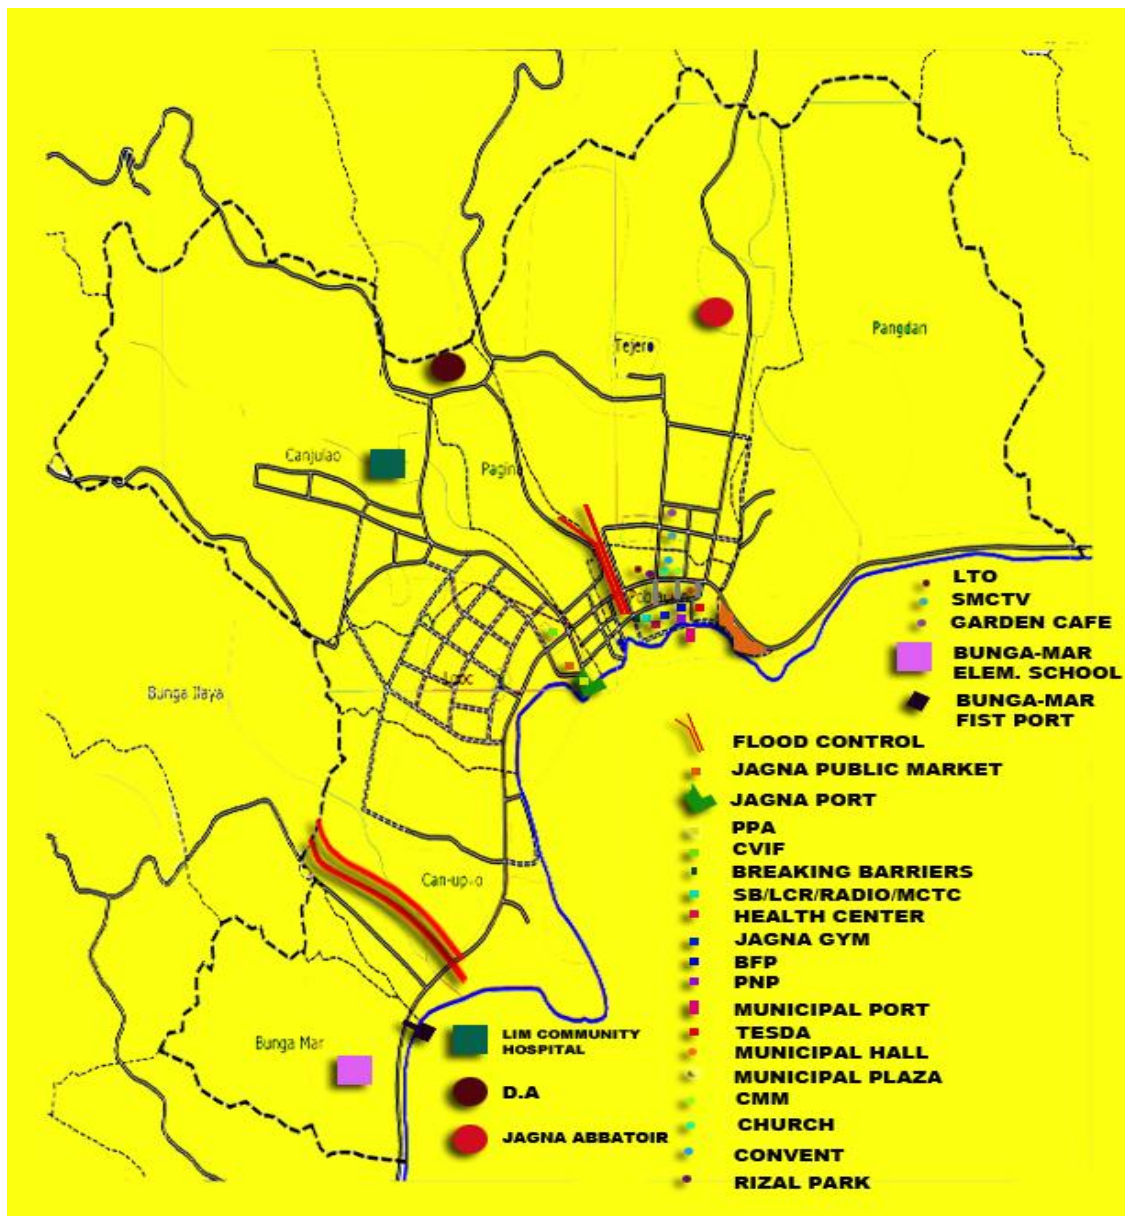 Pangdan
Tejero
Canjulao
Pagina
Looc
Bunga Ilaya
Can-upao
Bunga Mar
LTO
SMCTV
GARDEN CAFE
BUNGA-MAR
ELEM. SCHOOL
BUNGA-MAR
FIST PORT
FLOOD CONTROL
JAGNA PUBLIC MARKET
JAGNA PORT
PPA
CVIF
BREAKING BARRIERS
SB/LCR/RADIO/MCTC
HEALTH CENTER
JAGNA GYM
BFP
PNP
MUNICIPAL PORT
TESDA
MUNICIPAL HALL
MUNICIPAL PLAZA
CMM
CHURCH
CONVENT
RIZAL PARK
LIM COMMUNITY
HOSPITAL
D.A
JAGNA ABBATOIR